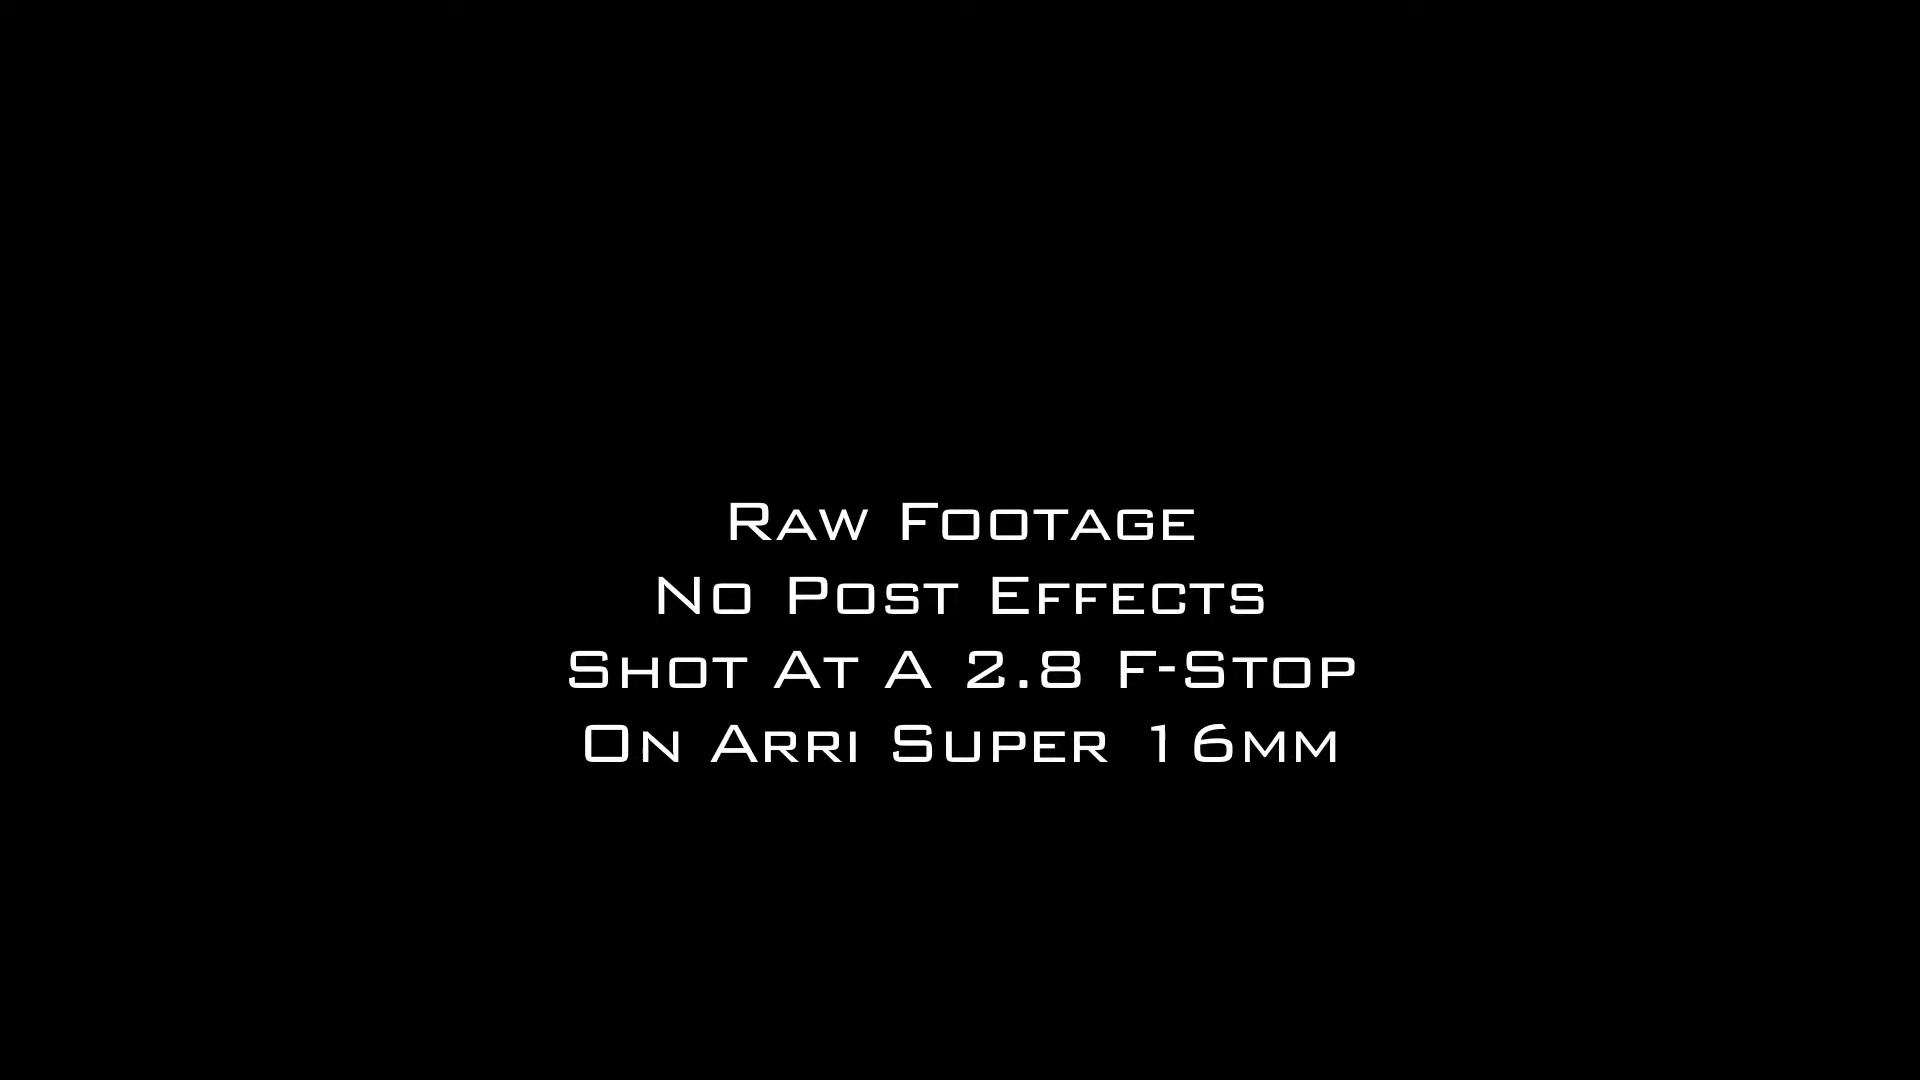 Raw Footage
No Post Effects
Shot At A 2.8 F-Stop
On Arri Super 16mm